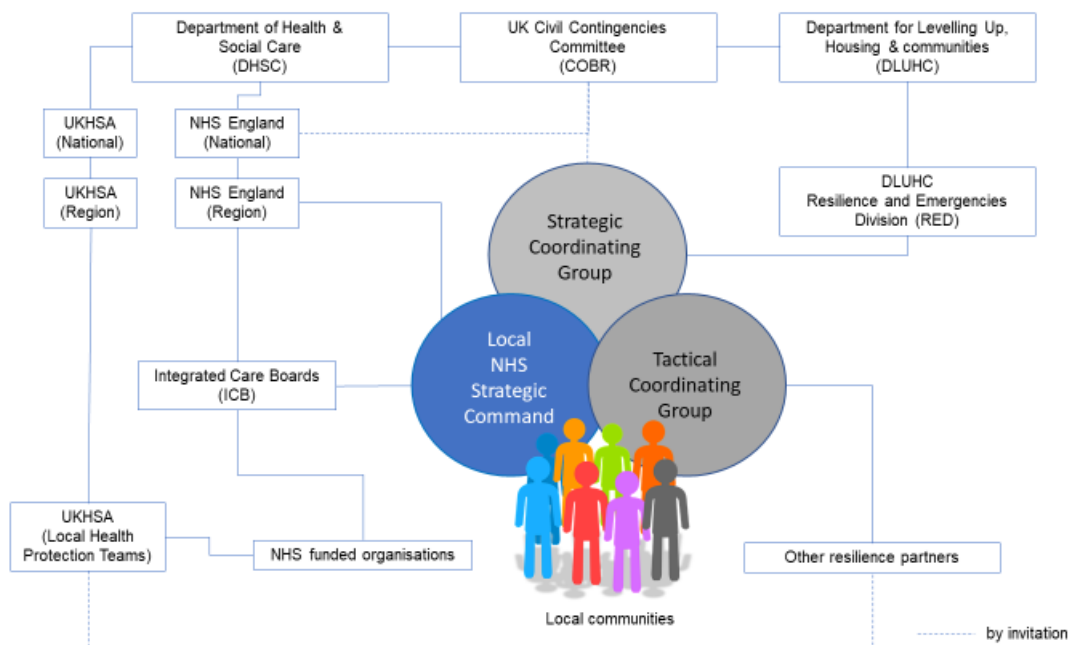 Department of Health &
Social Care
(DHSC)
UK Civil Contingencies
Committee
(COBR)
Department for Levelling Up,
Housing & communities
(DLUHC)
UKHSA
(National)
NHS England
(National)
UKHSA
(Region)
NHS England
(Region)
DLUHC
Resilience and Emergencies
Division (RED)
Strategic
Coordinating
Group
Local
NHS
Strategic
Command
Tactical
Coordinating
Group
Integrated Care Boards
(ICB)
UKHSA
(Local Health
Protection Teams)
NHS funded organisations
Other resilience partners
Local communities
by invitation